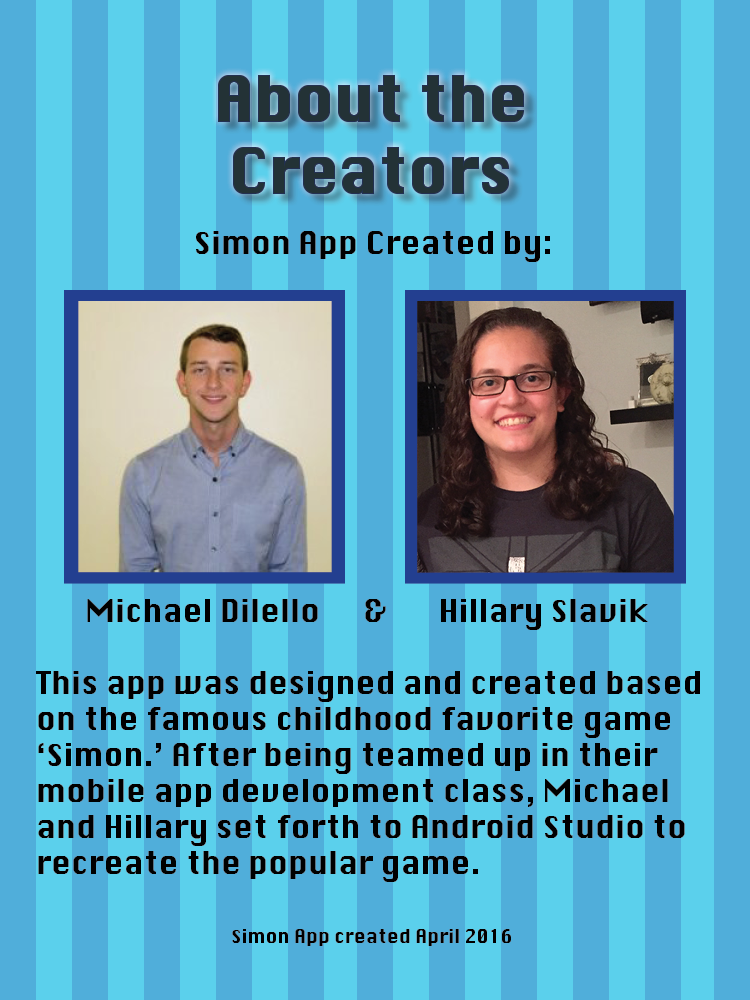 About the
Creators
Simon App Created by:
Michael Dilello & Hillary Slavik
This app was designed and created based
on the famous childhood favorite game
‘Simon.’ After being teamed up in their
mobile app development class, Michael
and Hillary set forth to Android Studio to
recreate the popular game.
Simon App created April 2016